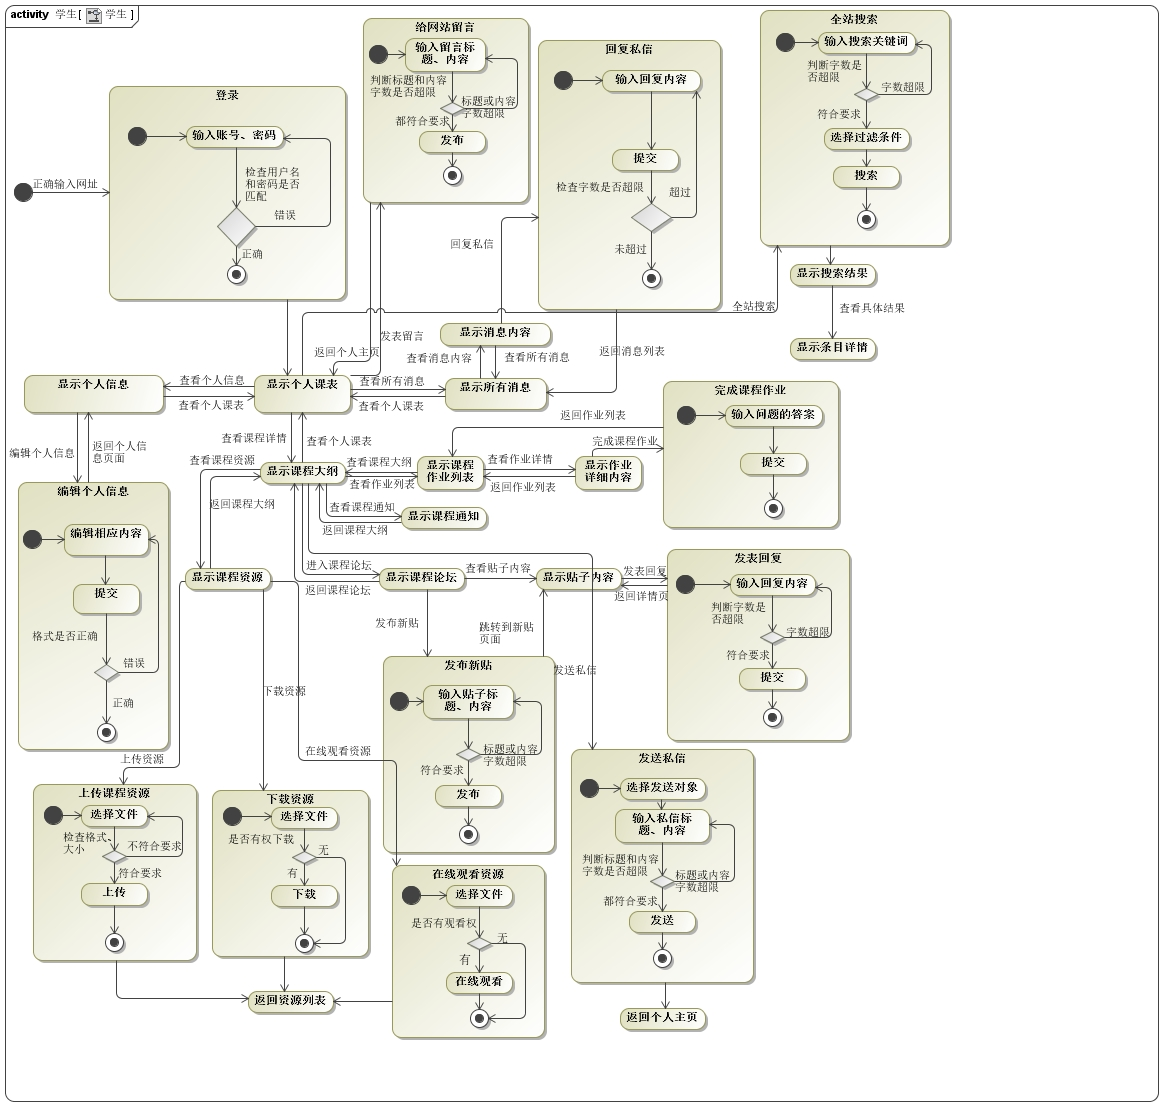 activity 学生[ 学生 ]
正确输入网址
登录
输入账号、密码
检查用户名
和密码是否
匹配
错误
正确
给网站留言
输入留言标
题、内容
判断标题和内容
字数是否超限
标题或内容
字数超限
都符合要求
发布
回复私信
输入回复内容
提交
检查字数是否超限
超过
未超过
全站搜索
输入搜索关键词
判断字数是
否超限
字数超限
符合要求
选择过滤条件
搜索
显示搜索结果
查看具体结果
显示条目详情
回复私信
全站搜索
发表留言
返回个人主页
显示消息内容
查看消息内容
查看所有消息
返回消息列表
显示个人信息
查看个人信息
查看个人课表
显示个人课表
查看所有消息
查看个人课表
显示所有消息
编辑个人信息
返回个人信
息页面
查看课程详情
查看个人课表
返回作业列表
完成课程作业
完成课程作业
输入问题的答案
提交
查看课程资源
显示课程大纲
查看课程大纲
查看作业列表
显示课程
作业列表
查看作业详情
返回作业列表
显示作业
详细内容
返回课程大纲
查看课程通知
返回课程大纲
显示课程通知
编辑个人信息
编辑相应内容
提交
格式是否正确
错误
正确
显示课程资源
进入课程论坛
返回课程论坛
显示课程论坛
查看贴子内容
显示贴子内容
发表回复
返回详情页
发表回复
输入回复内容
判断字数是
否超限
字数超限
符合要求
提交
发布新贴
跳转到新贴
页面
发送私信
发布新贴
输入贴子标
题、内容
标题或内容
字数超限
符合要求
发布
下载资源
在线观看资源
上传资源
上传课程资源
选择文件
检查格式、
大小
不符合要求
符合要求
上传
下载资源
选择文件
是否有权下载
无
有
下载
在线观看资源
选择文件
是否有观看权
无
有
在线观看
发送私信
选择发送对象
输入私信标
题、内容
判断标题和内容
字数是否超限
标题或内容
字数超限
都符合要求
发送
返回资源列表
返回个人主页